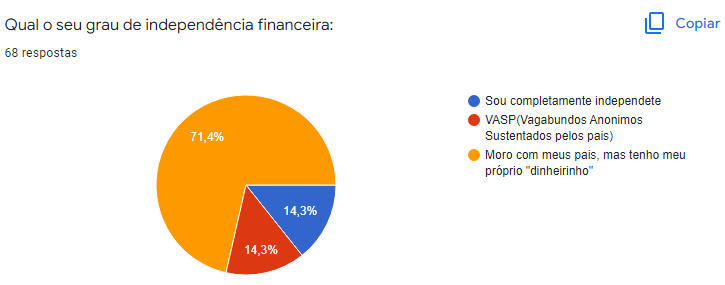 Qual o seu grau de independência financeira:
Copiar
68 respostas
71,4%
14,3%
14,3%
Sou completamente independete
VASP(Vagabundos Anonimos
Sustentados pelos pais)
Moro com meus pais, mas tenho meu
próprio "dinheirinho"